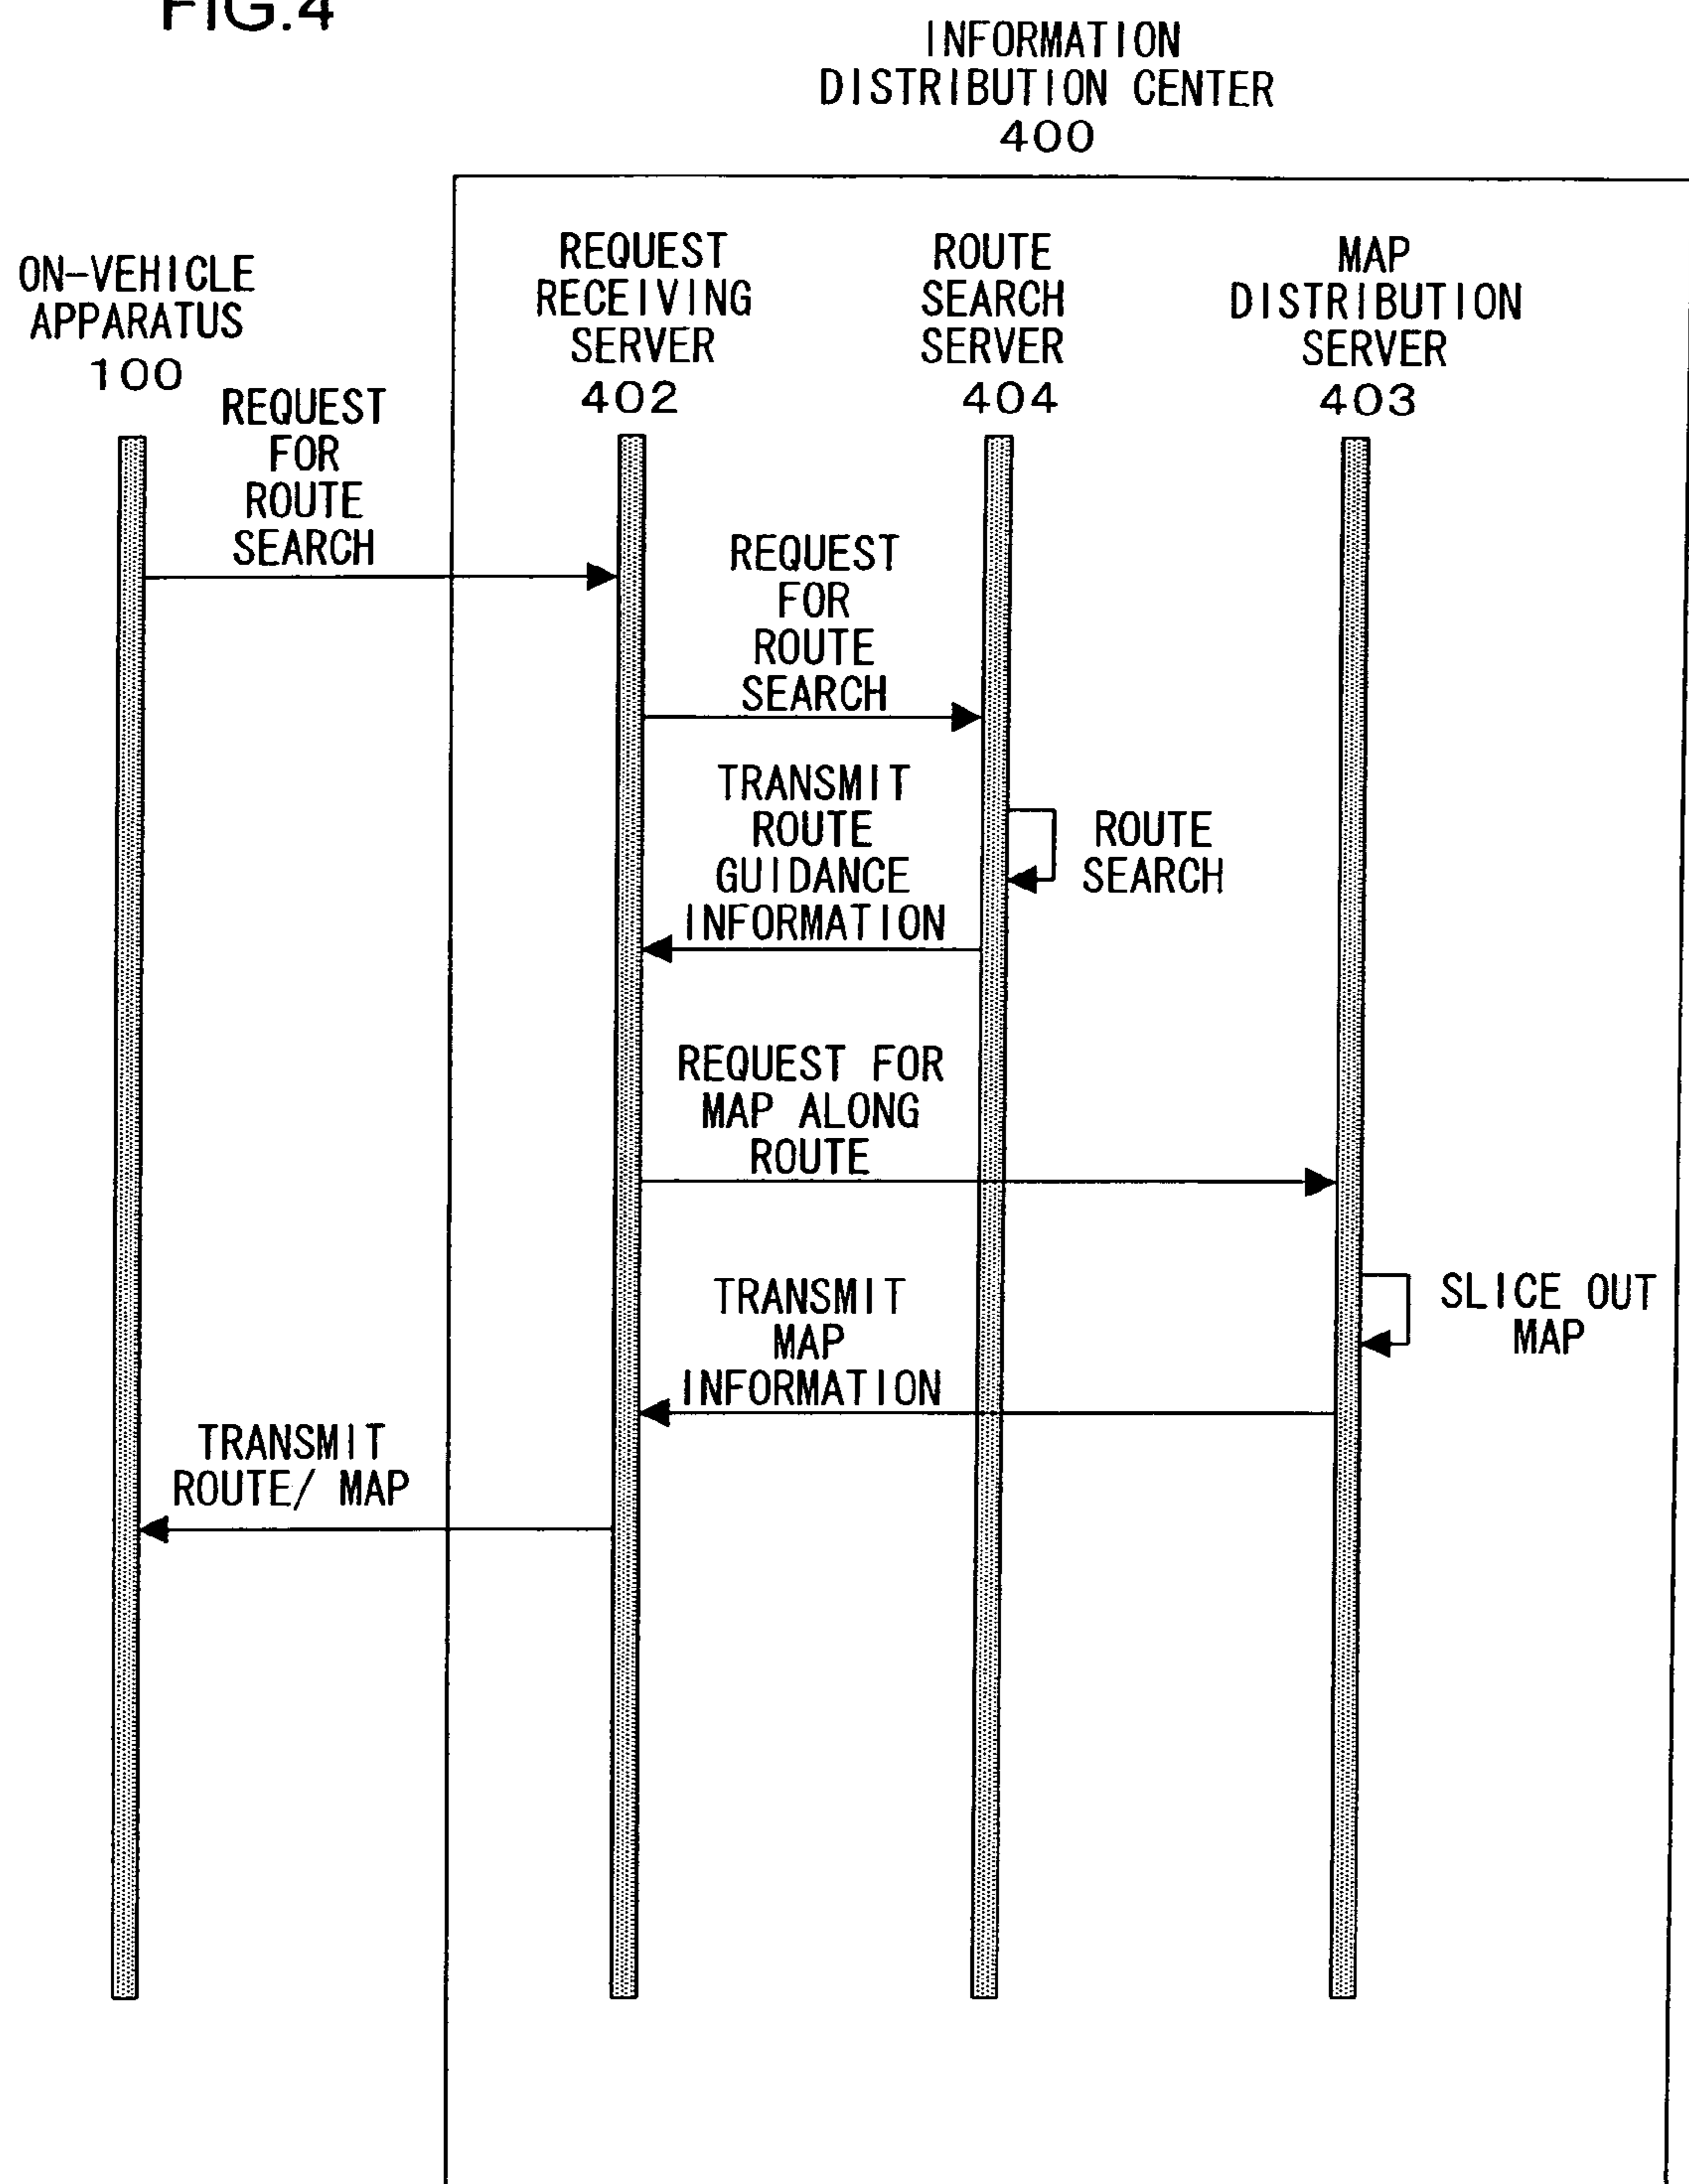 FIG.4
INFORMATION
DISTRIBUTION CENTER
400
ON-VEHICLE
APPARATUS
100
REQUEST
RECEIVING
SERVER
402
ROUTE
SEARCH
SERVER
404
MAP
DISTRIBUTION
SERVER
403
REQUEST
FOR
ROUTE
SEARCH
REQUEST
FOR
ROUTE
SEARCH
TRANSMIT
ROUTE
GUIDANCE
INFORMATION
ROUTE
SEARCH
REQUEST FOR
MAP ALONG
ROUTE
TRANSMIT
MAP
INFORMATION
SLICE OUT
MAP
TRANSMIT
ROUTE/ MAP